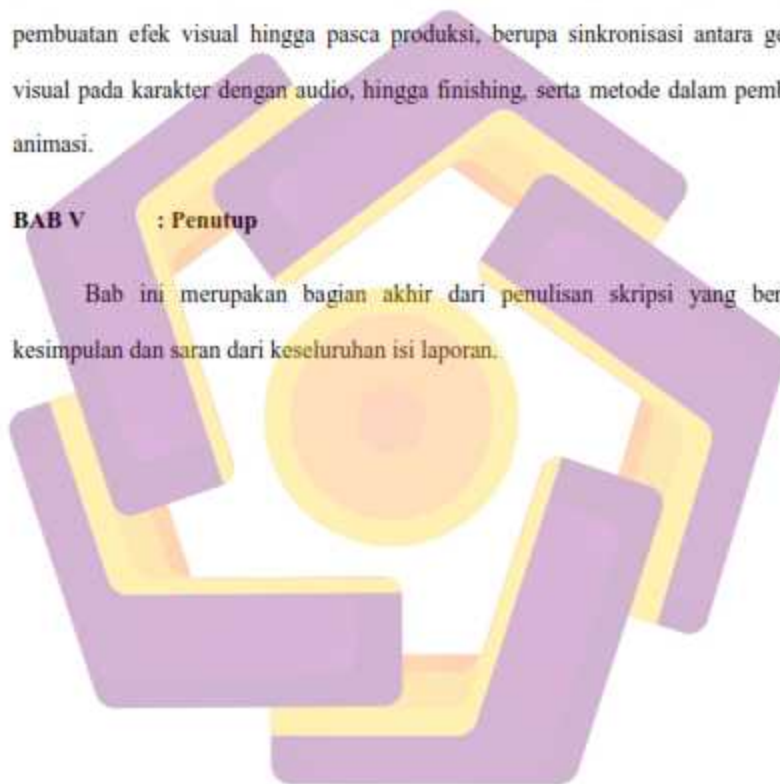 pembuatan efek visual hingga pasca produksi, berupa sinkronisasi antara
visual pada karakter dengan audio, hingga finishing, serta metode dalam
animasi.
BAB V : Penutup
Bab ini merupakan bagian akhir dari penulisan skripsi yang
kesimpulan dan saran dari keseluruhan isi laporan.